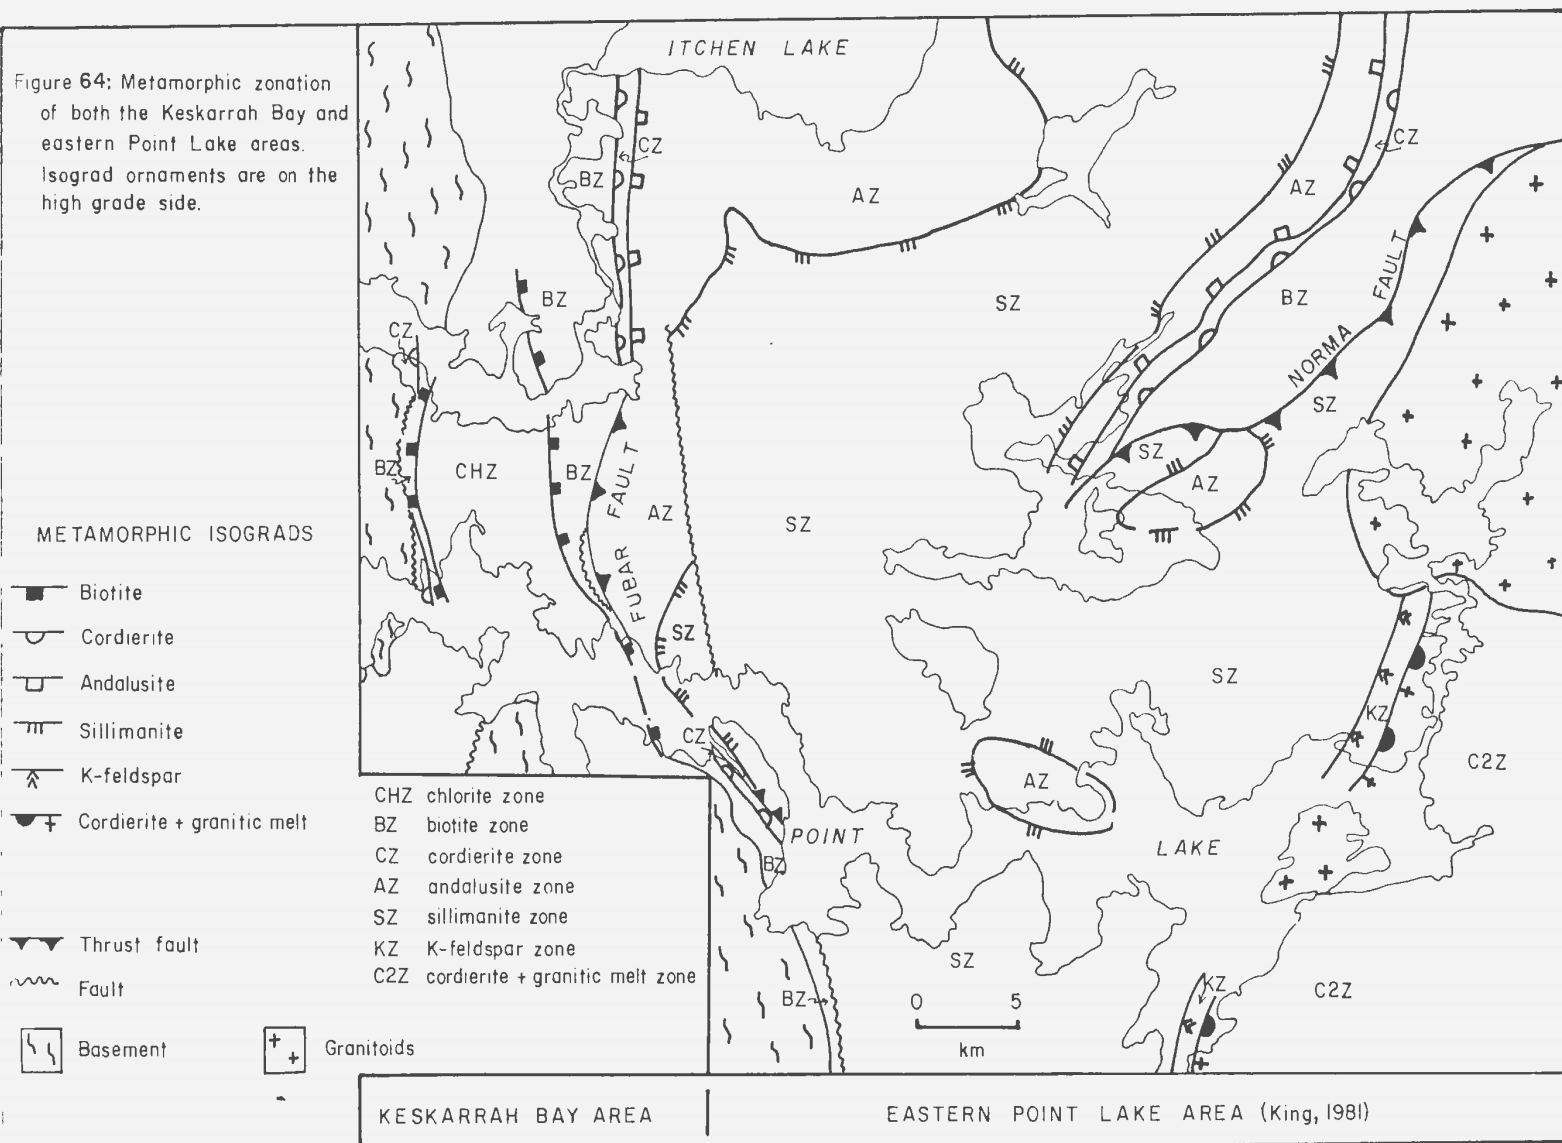 Figure 64: Metamorphic zonation
of both the Keskarrah Bay and
eastern Point Lake areas.
Isograd ornaments are on the
high grade side.
METAMORPHIC ISOGRADS
Biotite
Cordierite
Andalusite
Sillimanite
K-feldspar
Cordierite + granitic melt
Thrust fault
Fault
Basement
Granitoids
CHZ chlorite zone
BZ biotite zone
CZ cordierite zone
AZ andalusite zone
SZ sillimanite zone
KZ K-feldspar zone
C2Z cordierite + granitic melt zone
ITCHEN LAKE
CZ
BZ
AZ
AZ
CZ
BZ
SZ
BZ
CZ
FAULT
NORMA
SZ
BZ
CHZ
BZ
FUBAR FAULT
AZ
SZ
SZ
AZ
SZ
SZ
CZ
KZ
AZ
C2Z
POINT
LAKE
BZ
SZ
BZ
KZ
C2Z
0 5
km
KESKARRAH BAY AREA
EASTERN POINT LAKE AREA (King, 1981)